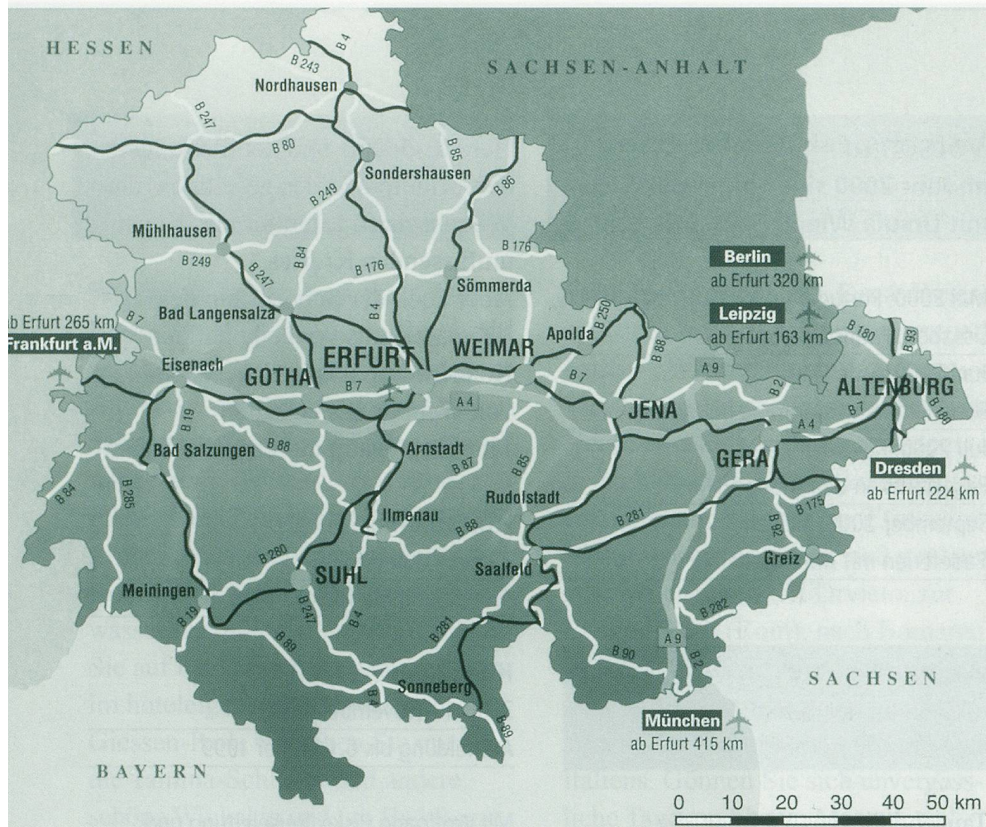 HESSEN
SACHSEN-ANHALT
B 4
B 243
Nordhausen
B 247
B 80
B 85
Sondershausen
B 86
B 249
Mühlhausen
B 249
B 247
B 84
B 176
B 176
Sömmerda
Berlin
ab Erfurt 320 km
Bad Langensalza
B 4
Leipzig
ab Erfurt 163 km
B 7
ab Erfurt 265 km
Frankfurt a.M.
Eisenach
GOTHA
ERFURT
WEIMAR
Apolda
B 250
B 88
B 180
B 93
A 9
B 2
ALTENBURG
B 7
A 4
B 7
JENA
A 4
B 7
B 180
B 19
B 88
Bad Salzungen
Arnstadt
B 87
B 85
GERA
Dresden
ab Erfurt 224 km
B 84
B 285
Rudolstadt
B 281
B 175
B 92
Ilmenau
B 88
Greiz
B 280
SUHL
Saalfeld
Meiningen
B 19
B 247
B 4
B 281
B 282
B 89
B 90
A 9
B 2
SACHSEN
Sonneberg
B 4
B 89
München
ab Erfurt 415 km
BAYERN
0 10 20 30 40 50 km